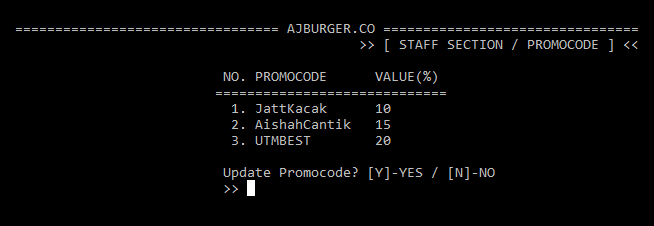 ================================= AJBURGER.CO ================================
>> [ STAFF SECTION / PROMOCODE ] <<
NO. PROMOCODE VALUE(%)
=============================
1. JattKacak 10
2. AishahCantik 15
3. UTMBEST 20
Update Promocode? [Y]-YES / [N]-NO
>>